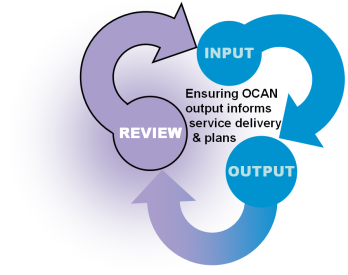 INPUT
Ensuring OCAN
output informs
service delivery
& plans
REVIEW
OUTPUT